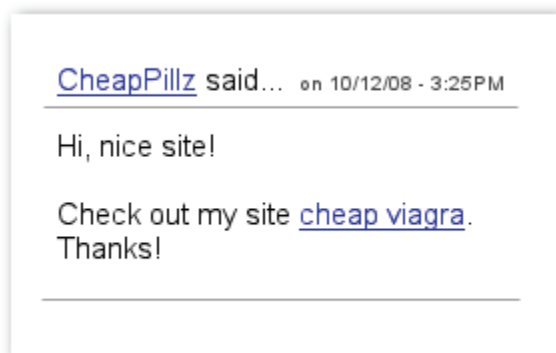 CheapPillz said... on 10/12/08 - 3:25PM
Hi, nice site!
Check out my site cheap viagra.
Thanks!